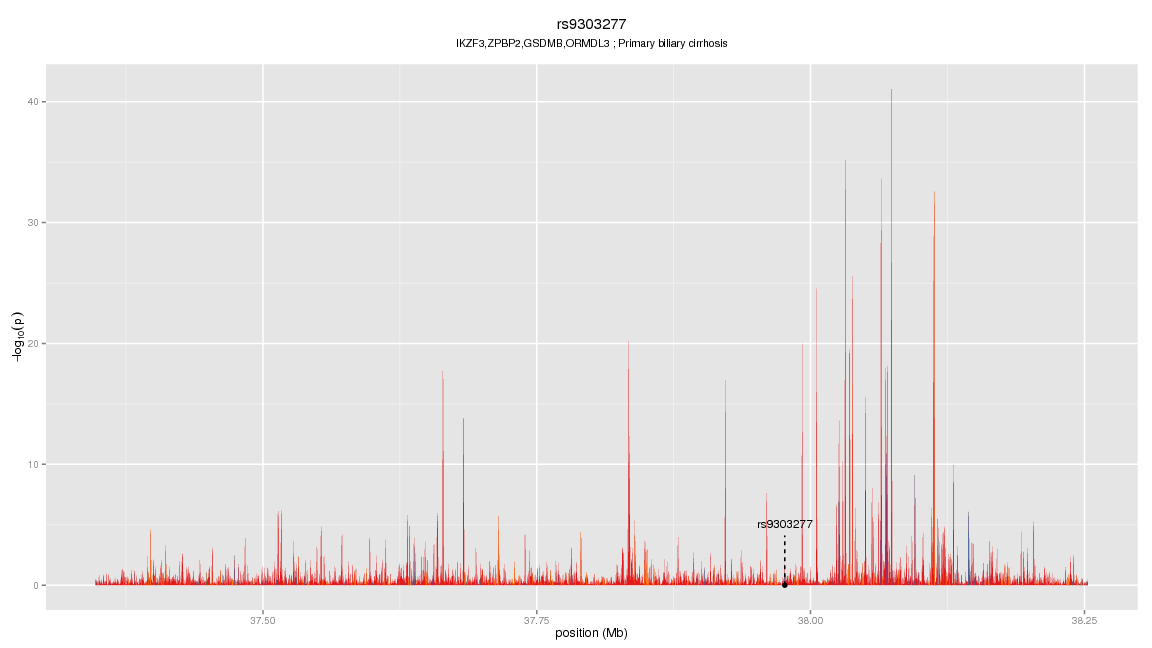 rs9303277
IKZF3,ZPBP2,GSDMB,ORMDL3 ; Primary biliary cirrhosis
40
30
20
10
0
−log10(p)
rs9303277
37.50 37.75 38.00 38.25
position (Mb)